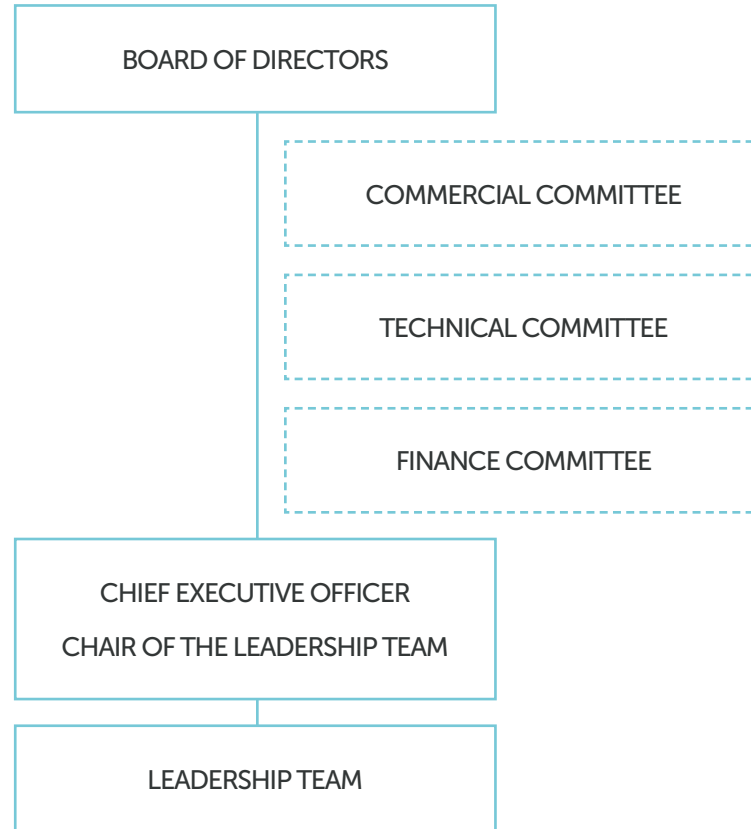 BOARD OF DIRECTORS
COMMERCIAL COMMITTEE
TECHNICAL COMMITTEE
FINANCE COMMITTEE
CHIEF EXECUTIVE OFFICER
CHAIR OF THE LEADERSHIP TEAM
LEADERSHIP TEAM